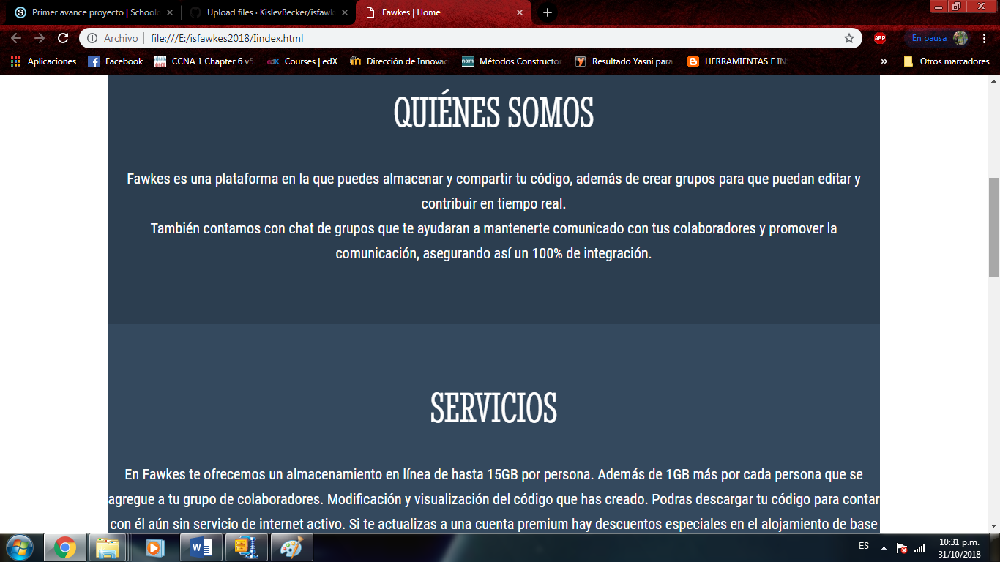 Primer avance proyecto | Schoolo
Upload files · KislevBecker/isfawk
Fawkes | Home
Archivo
file:///E:/isfawkes2018/Iindex.html
ABP
En pausa
Aplicaciones
Facebook
CCNA 1 Chapter 6 v5
Courses | edX
Dirección de Innovac
Métodos Constructor
Resultado Yasni para
HERRAMIENTAS E IN
»
Otros marcadores
QUIÉNES SOMOS
Fawkes es una plataforma en la que puedes almacenar y compartir tu código, además de crear grupos para que puedan editar y
contribuir en tiempo real.
También contamos con chat de grupos que te ayudaran a mantenerte comunicado con tus colaboradores y promover la
comunicación, asegurando así un 100% de integración.
SERVICIOS
En Fawkes te ofrecemos un almacenamiento en línea de hasta 15GB por persona. Además de 1GB más por cada persona que se
agregue a tu grupo de colaboradores. Modificación y visualización del código que has creado. Podras descargar tu código para contar
con él aún sin servicio de internet activo. Si te actualizas a una cuenta premium hay descuentos especiales en el alojamiento de base
ES
10:31 p.m.
31/10/2018